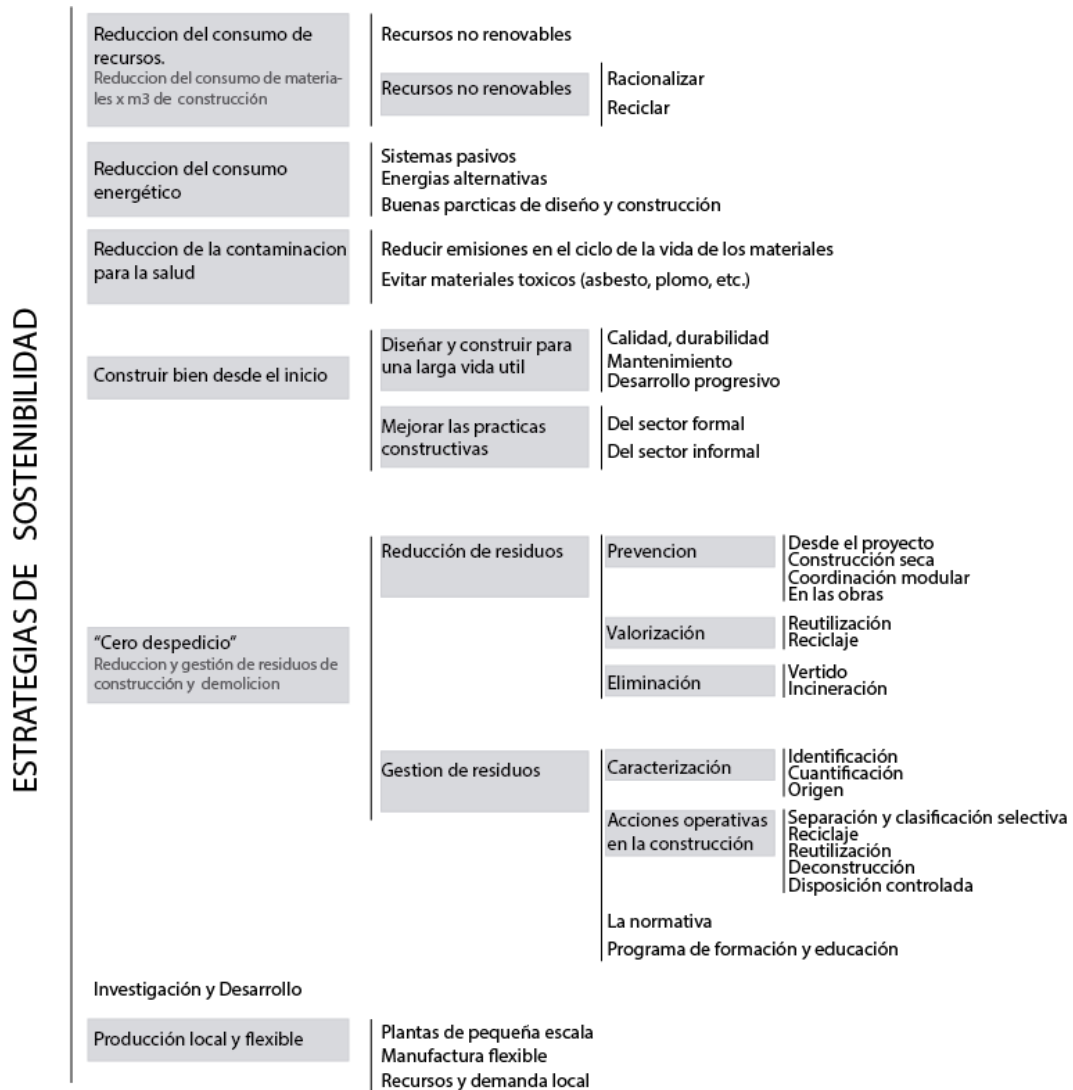 ESTRATEGIAS DE SOSTENIBILIDAD
Reduccion del consumo de
recursos.
Reduccion del consumo de materia-
les x m3 de construcción
Recursos no renovables
Recursos no renovables
Racionalizar
Reciclar
Reduccion del consumo
energético
Sistemas pasivos
Energias alternativas
Buenas parcticas de diseño y construcción
Reduccion de la contaminacion
para la salud
Reducir emisiones en el ciclo de la vida de los materiales
Evitar materiales toxicos (asbesto, plomo, etc.)
Construir bien desde el inicio
Diseñar y construir para
una larga vida util
Calidad, durabilidad
Mantenimiento
Desarrollo progresivo
Mejorar las practicas
constructivas
Del sector formal
Del sector informal
"Cero despedicio"
Reduccion y gestión de residuos de
construcción y demolicion
Reducción de residuos
Prevencion
Desde el proyecto
Construcción seca
Coordinación modular
En las obras
Valorización
Reutilización
Reciclaje
Eliminación
Vertido
Incineración
Gestion de residuos
Caracterización
Identificación
Cuantificación
Origen
Acciones operativas
en la construcción
Separación y clasificación selectiva
Reciclaje
Reutilización
Deconstrucción
Disposición controlada
La normativa
Programa de formación y educación
Investigación y Desarrollo
Producción local y flexible
Plantas de pequeña escala
Manufactura flexible
Recursos y demanda local